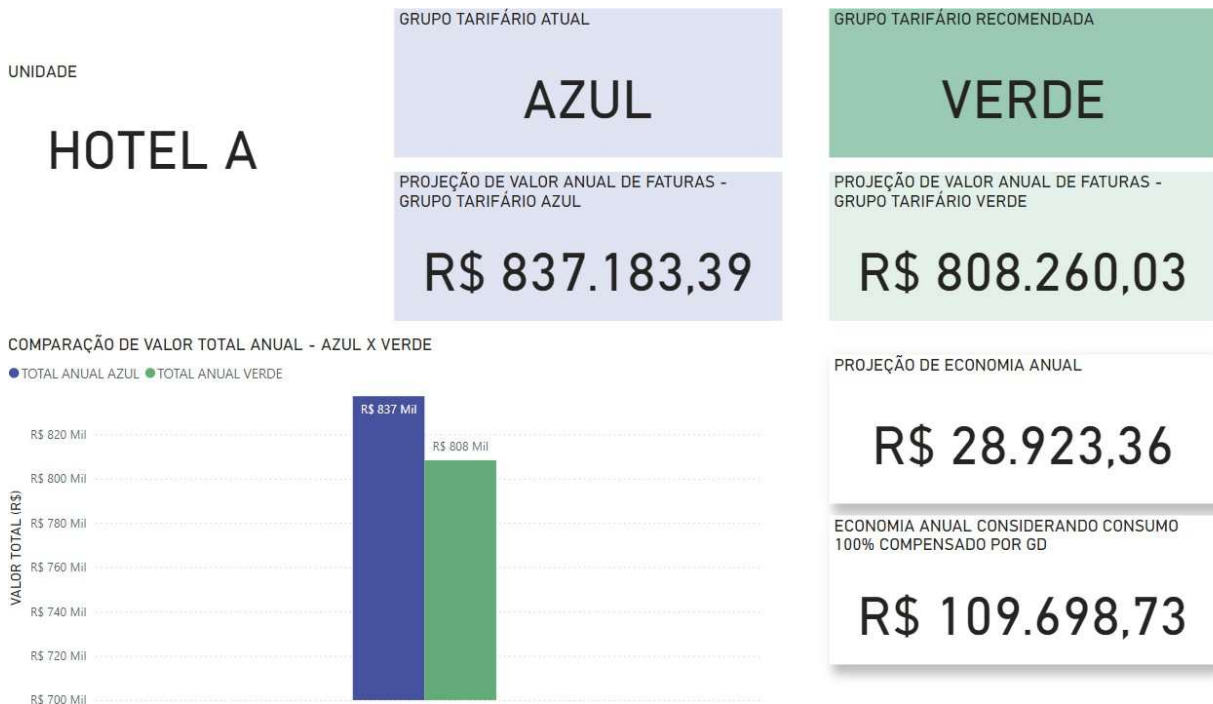 UNIDADE
HOTEL A
GRUPO TARIFÁRIO ATUAL
AZUL
GRUPO TARIFÁRIO RECOMENDADA
VERDE
PROJEÇÃO DE VALOR ANUAL DE FATURAS -
GRUPO TARIFÁRIO AZUL
R$ 837.183,39
PROJEÇÃO DE VALOR ANUAL DE FATURAS -
GRUPO TARIFÁRIO VERDE
R$ 808.260,03
COMPARAÇÃO DE VALOR TOTAL ANUAL - AZUL X VERDE
TOTAL ANUAL AZUL TOTAL ANUAL VERDE
VALOR TOTAL (R$)
R$ 820 Mil
R$ 800 Mil
R$ 780 Mil
R$ 760 Mil
R$ 740 Mil
R$ 720 Mil
R$ 700 Mil
R$ 837 Mil
R$ 808 Mil
PROJEÇÃO DE ECONOMIA ANUAL
R$ 28.923,36
ECONOMIA ANUAL CONSIDERANDO CONSUMO
100% COMPENSADO POR GD
R$ 109.698,73